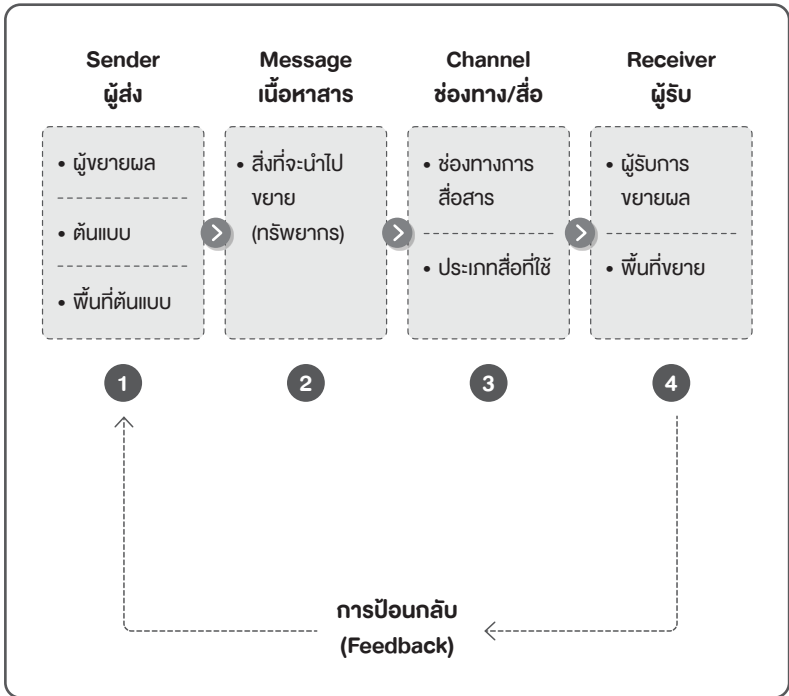 Sender
ผู้ส่ง
• ผู้ขยายผล
• ต้นแบบ
• พื้นที่ต้นแบบ
1
Message
เนื้อหาสาร
• สิ่งที่จะนำไป
ขยาย
(ทรัพยากร)
2
Channel
ช่องทาง/สื่อ
• ช่องทางการ
สื่อสาร
• ประเภทสื่อที่ใช้
3
Receiver
ผู้รับ
• ผู้รับการ
ขยายผล
• พื้นที่ขยาย
4
การป้อนกลับ
(Feedback)